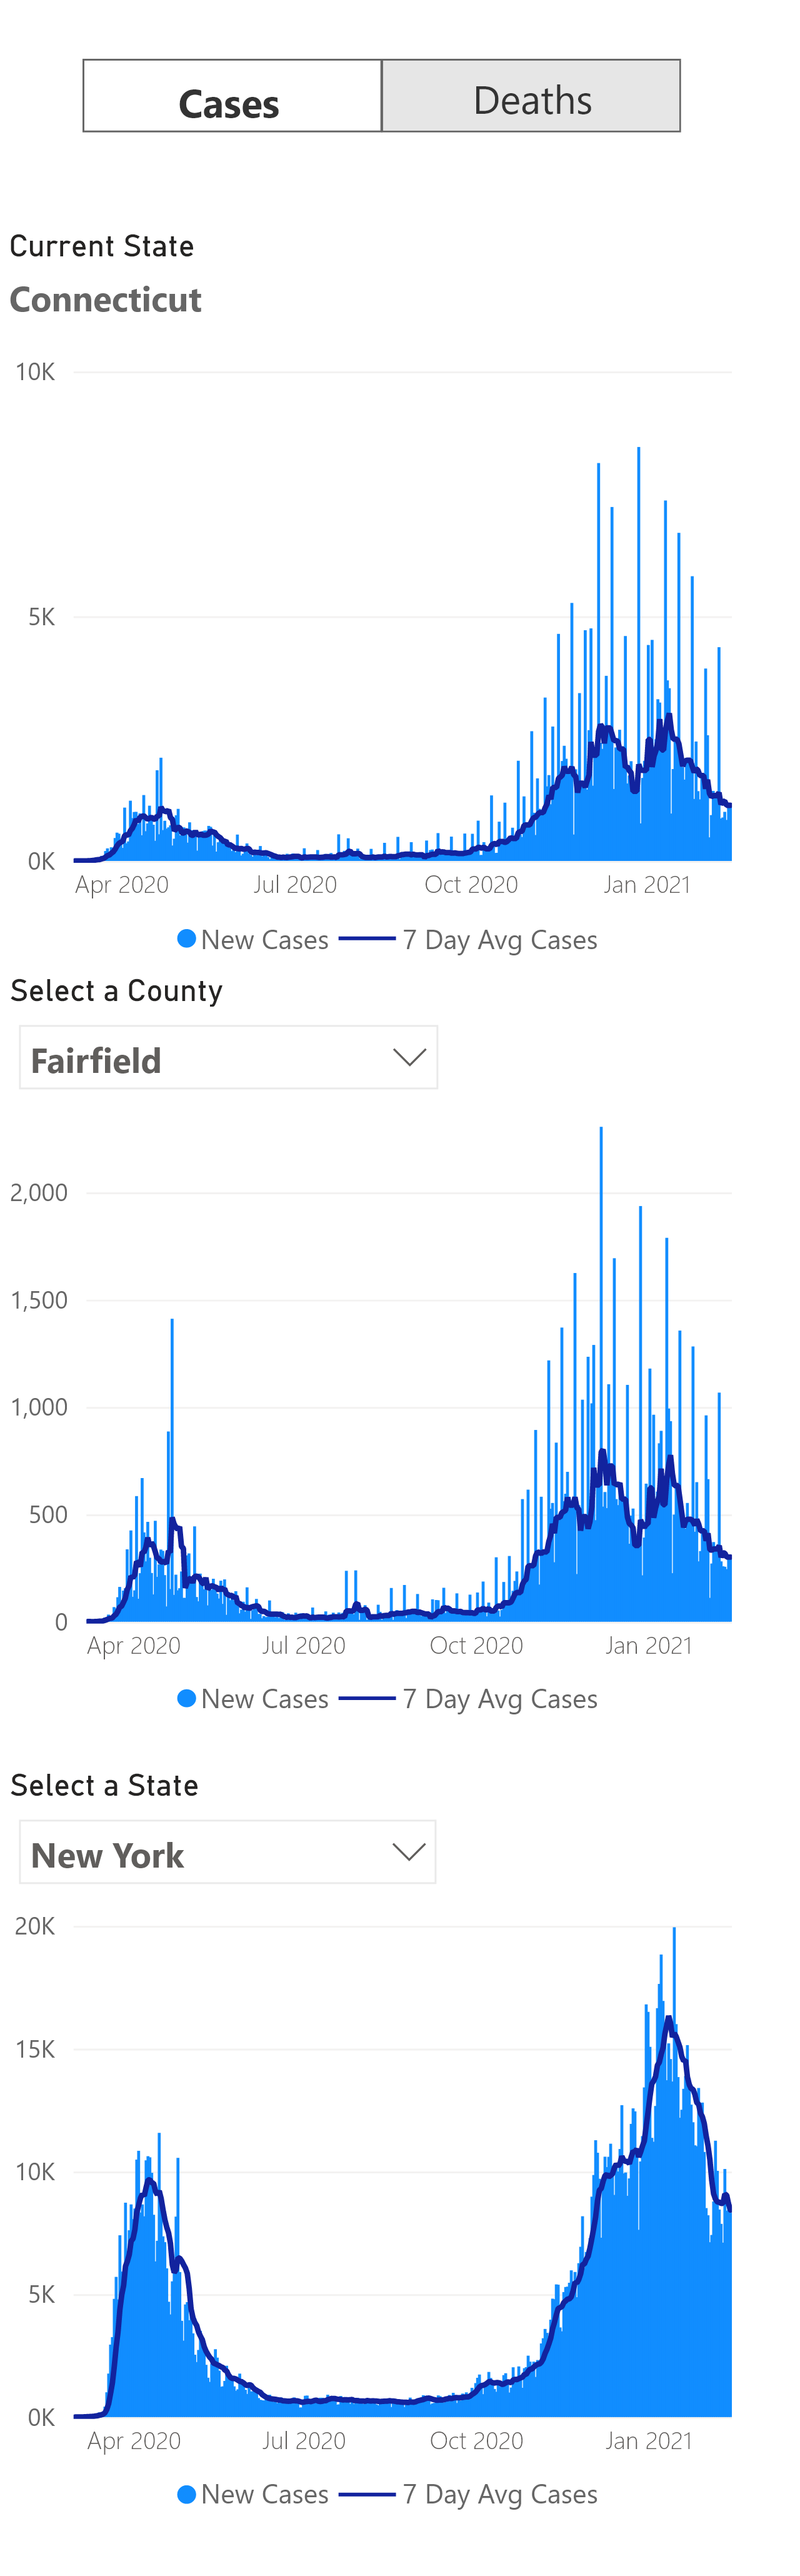 Cases Deaths
Current State
Connecticut
10K
5K
0K
Apr 2020 Jul 2020 Oct 2020 Jan 2021
New Cases 7 Day Avg Cases
Select a County
Fairfield
2,000
1,500
1,000
500
0
Apr 2020 Jul 2020 Oct 2020 Jan 2021
New Cases 7 Day Avg Cases
Select a State
New York
20K
15K
10K
5K
0K
Apr 2020 Jul 2020 Oct 2020 Jan 2021
New Cases 7 Day Avg Cases